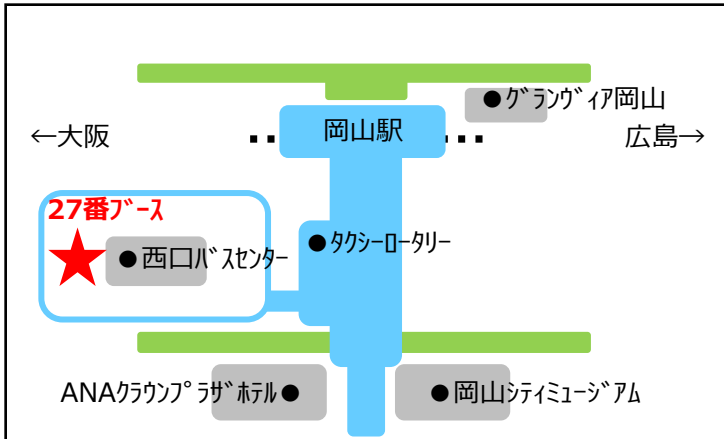 ●グランヴィア岡山
岡山駅
←大阪
広島→
27番ブース
●西口バスセンター
●タクシーロータリー
ANAクラウンプラザホテル●
●岡山シティミュージアム